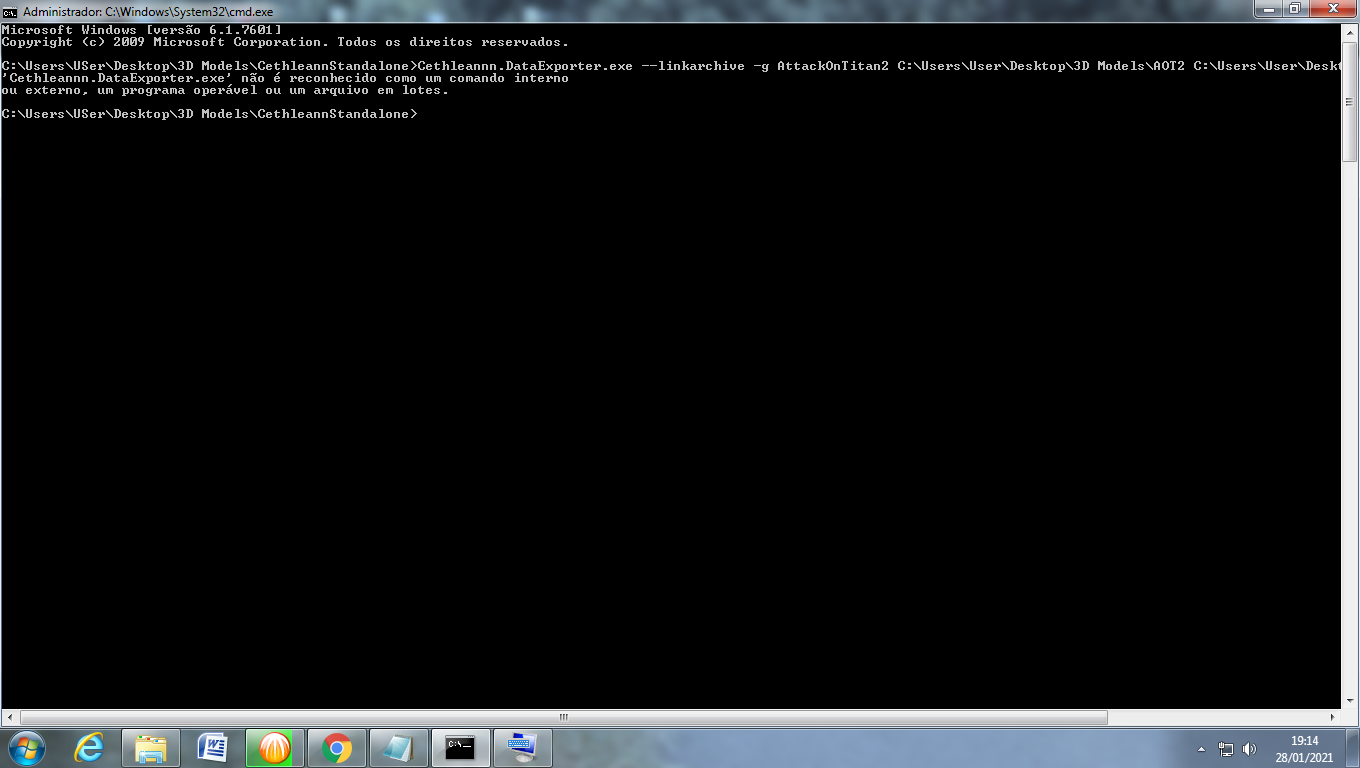 Administrador: C:\Windows\System32\cmd.exe
Microsoft Windows [versão 6.1.7601]
Copyright (c) 2009 Microsoft Corporation. Todos os direitos reservados.
C:\Users\USer\Desktop\3D Models\CethleannStandalone>Cethleannn.DataExporter.exe --linkarchive -g AttackOnTitan2 C:\Users\User\Desktop\3D Models\AOT2 C:\Users\User\Desk
'Cethleannn.DataExporter.exe' não é reconhecido como um comando interno
ou externo, um programa operável ou um arquivo em lotes.
C:\Users\USer\Desktop\3D Models\CethleannStandalone>
19:14
28/01/2021